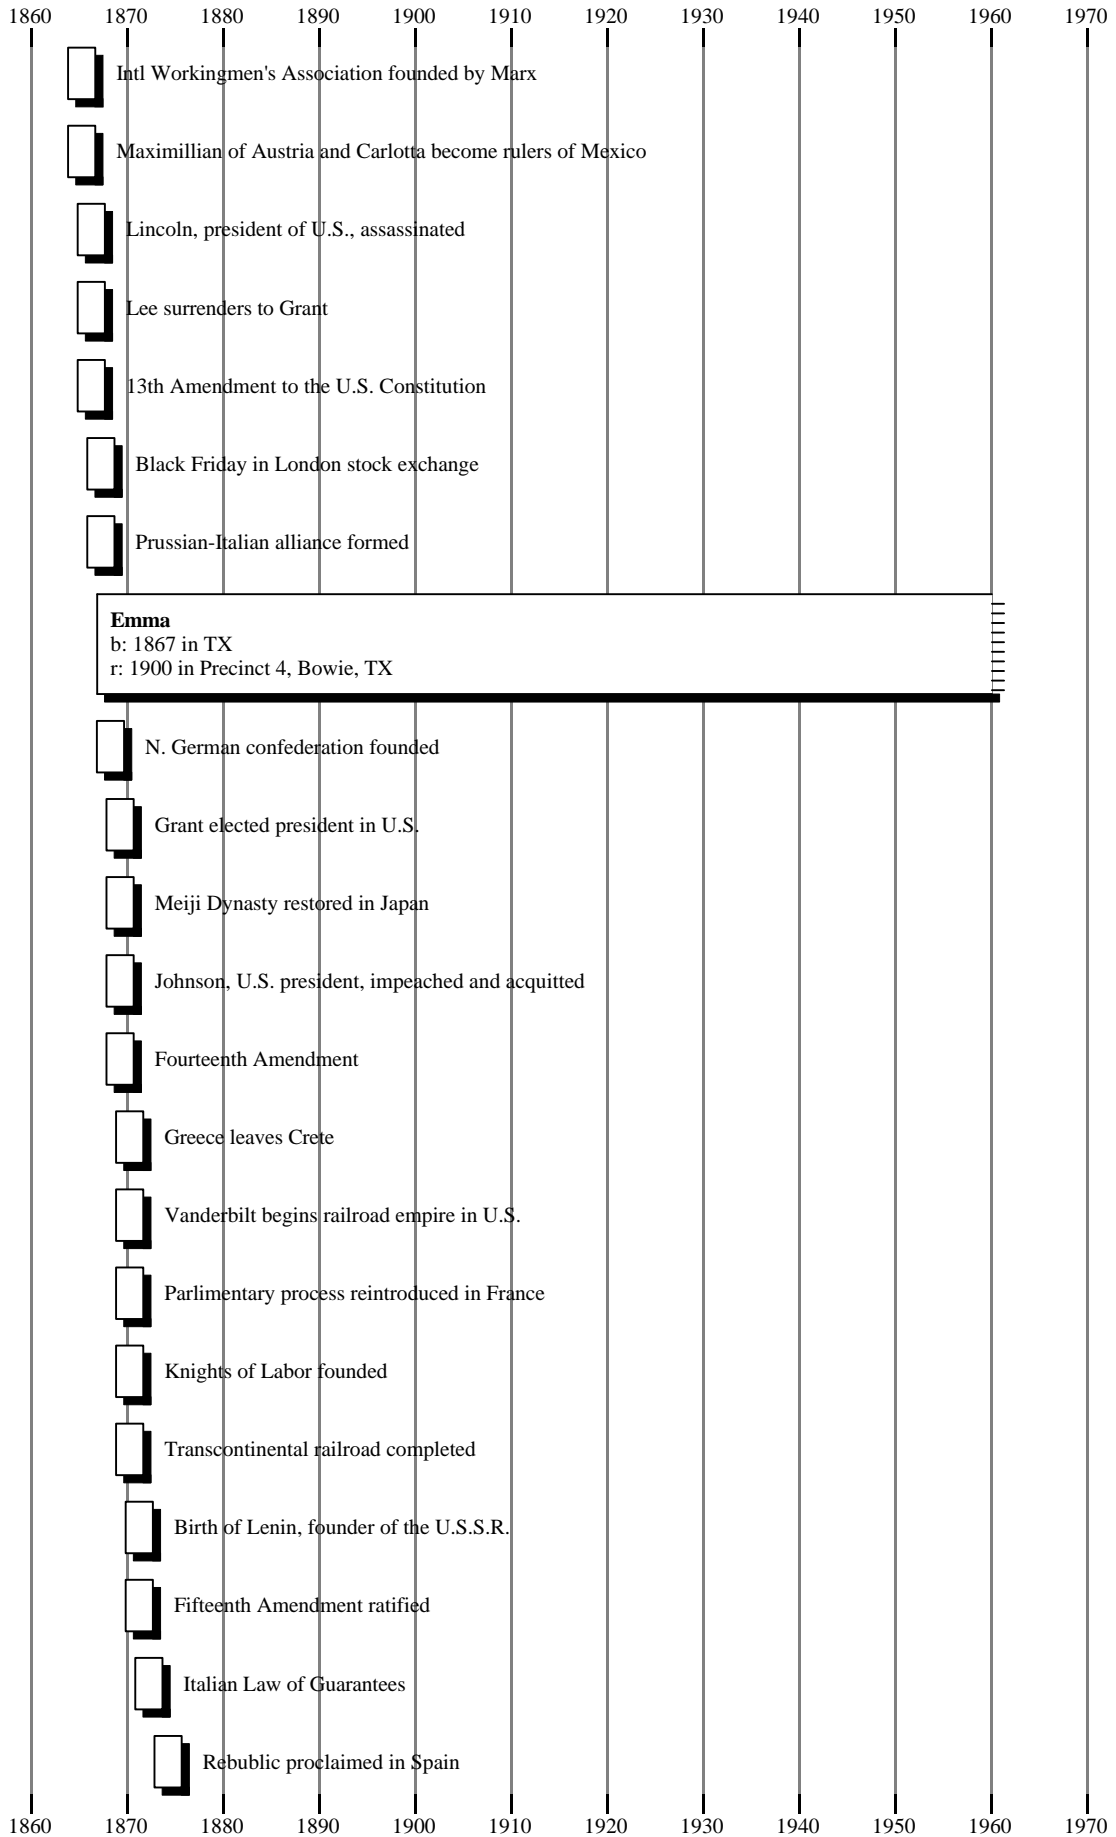 1860 1870 1880 1890 1900 1910 1920 1930 1940 1950 1960 1970
Intl Workingmen's Association founded by Marx
Maximillian of Austria and Carlotta become rulers of Mexico
Lincoln, president of U.S., assassinated
Lee surrenders to Grant
13th Amendment to the U.S. Constitution
Black Friday in London stock exchange
Prussian-Italian alliance formed
Emma
b: 1867 in TX
r: 1900 in Precinct 4, Bowie, TX
N. German confederation founded
Grant elected president in U.S.
Meiji Dynasty restored in Japan
Johnson, U.S. president, impeached and acquitted
Fourteenth Amendment
Greece leaves Crete
Vanderbilt begins railroad empire in U.S.
Parlimentary process reintroduced in France
Knights of Labor founded
Transcontinental railroad completed
Birth of Lenin, founder of the U.S.S.R.
Fifteenth Amendment ratified
Italian Law of Guarantees
Rebublic proclaimed in Spain
1860 1870 1880 1890 1900 1910 1920 1930 1940 1950 1960 1970